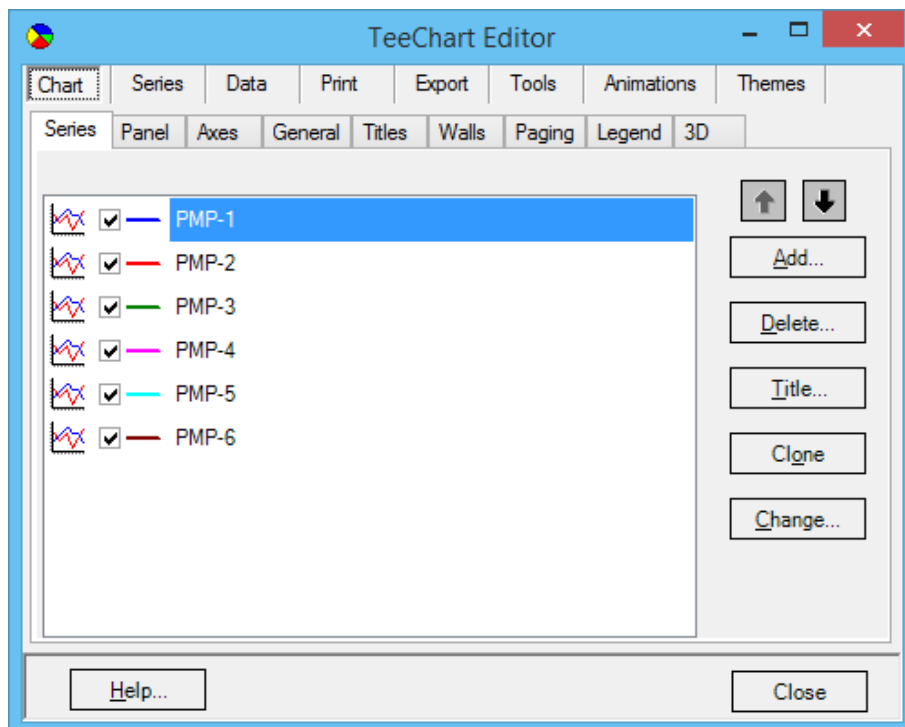 TeeChart Editor
Chart Series Data Print Export Tools Animations Themes
Series Panel Axes General Titles Walls Paging Legend 3D
PMP-1
PMP-2
PMP-3
PMP-4
PMP-5
PMP-6
Add...
Delete...
Title...
Clone
Change...
Help... Close